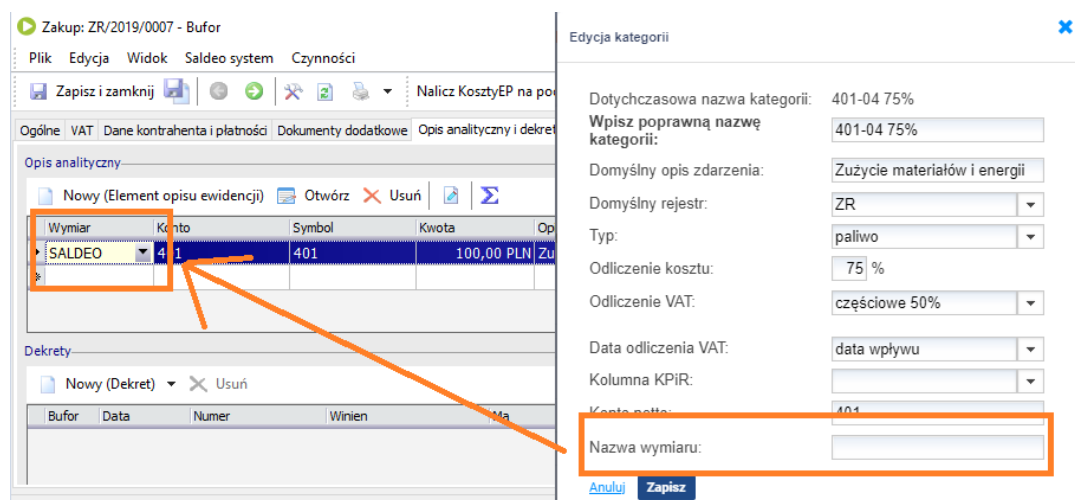 Zakup: ZR/2019/0007 - Bufor
Plik Edycja Widok Saldeo system Czynności
Zapisz i zamknij Nalicz KosztyEP na po
Ogólne VAT Dane kontrahenta i płatności Dokumenty dodatkowe Opis analityczny i dekret
Opis analityczny
Nowy (Element opisu ewidencji) Otwórz Usuń Σ
Wymiar Konto Symbol Kwota Op
SALDEO 401 401 100,00 PLN Zu
Dekrety
Nowy (Dekret) Usuń
Bufor Data Numer Winien Ma
Edycja kategorii
Dotychczasowa nazwa kategorii: 401-04 75%
Wpisz poprawną nazwę
kategorii: 401-04 75%
Domyślny opis zdarzenia: Zużycie materiałów i energii
Domyślny rejestr: ZR
Typ: paliwo
Odliczenie kosztu: 75 %
Odliczenie VAT: częściowe 50%
Data odliczenia VAT: data wpływu
Kolumna KPiR:
Konto netto: 401
Nazwa wymiaru:
Anuluj Zapisz